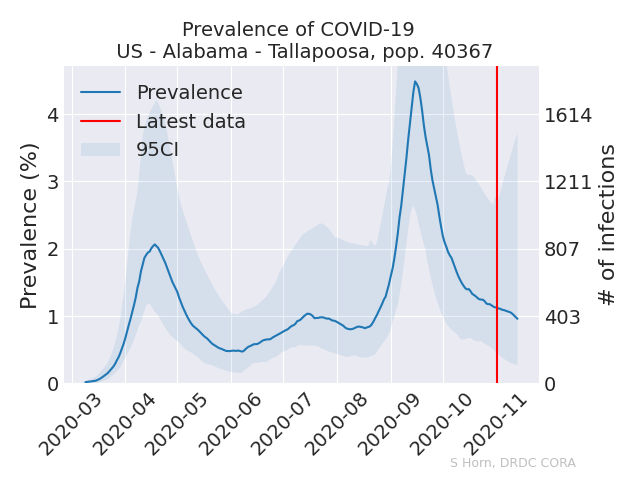 Prevalence of COVID-19
US - Alabama - Tallapoosa, pop. 40367
Prevalence
Latest data
95CI
Prevalence (%)
4
3
2
1
0
1614
1211
807
403
0
# of infections
2020-03
2020-04
2020-05
2020-06
2020-07
2020-08
2020-09
2020-10
2020-11
S Horn, DRDC CORA